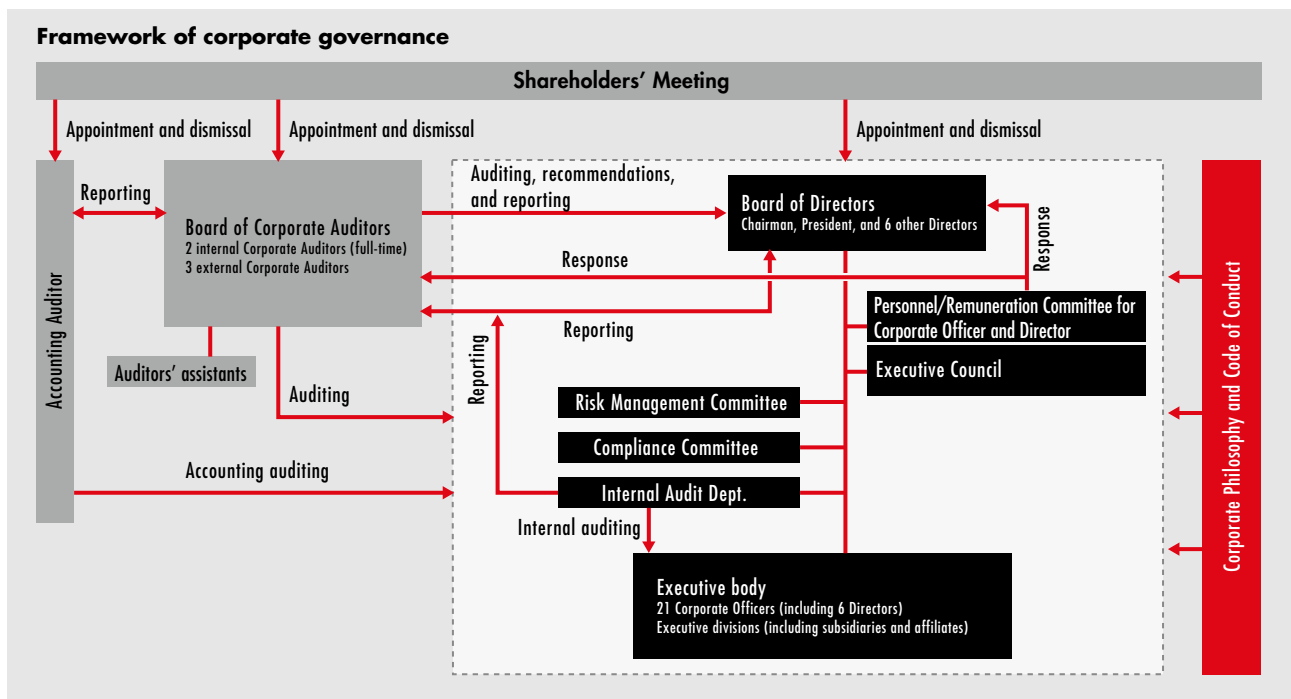 Framework of corporate governance
Shareholders’ Meeting
Appointment and dismissal
Appointment and dismissal
Appointment and dismissal
Accounting Auditor
Reporting
Board of Corporate Auditors
2 internal Corporate Auditors (full-time)
3 external Corporate Auditors
Auditors’ assistants
Auditing
Accounting auditing
Auditing, recommendations,
and reporting
Board of Directors
Chairman, President, and 6 other Directors
Response
Response
Reporting
Reporting
Personnel/Remuneration Committee for
Corporate Officer and Director
Executive Council
Risk Management Committee
Compliance Committee
Internal Audit Dept.
Internal auditing
Executive body
21 Corporate Officers (including 6 Directors)
Executive divisions (including subsidiaries and affiliates)
Corporate Philosophy and Code of Conduct